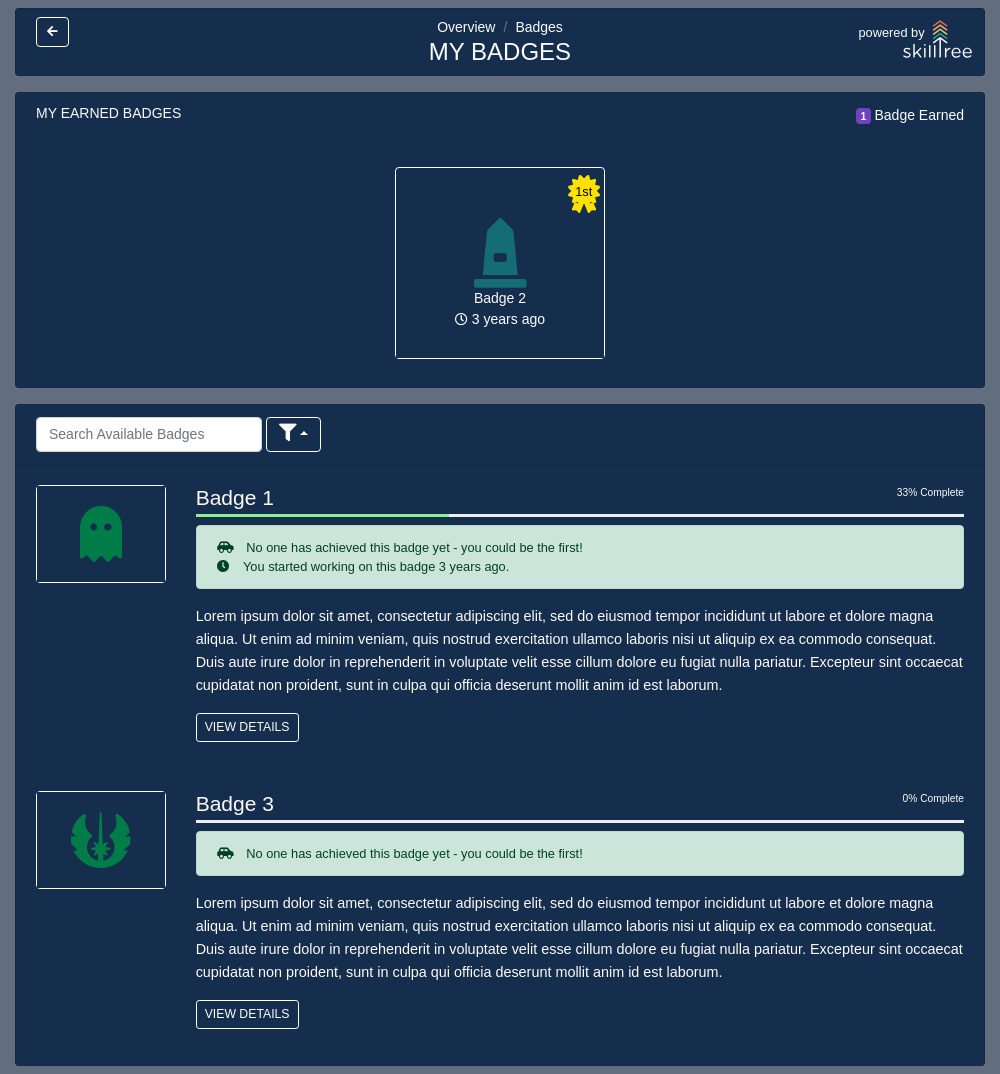 Overview / Badges
MY BADGES
powered by
skilltree
MY EARNED BADGES
1 Badge Earned
1st
Badge 2
3 years ago
Search Available Badges
Badge 1
33% Complete
No one has achieved this badge yet - you could be the first!
You started working on this badge 3 years ago.
Lorem ipsum dolor sit amet, consectetur adipiscing elit, sed do eiusmod tempor incididunt ut labore et dolore magna
aliqua. Ut enim ad minim veniam, quis nostrud exercitation ullamco laboris nisi ut aliquip ex ea commodo consequat.
Duis aute irure dolor in reprehenderit in voluptate velit esse cillum dolore eu fugiat nulla pariatur. Excepteur sint occaecat
cupidatat non proident, sunt in culpa qui officia deserunt mollit anim id est laborum.
VIEW DETAILS
Badge 3
0% Complete
No one has achieved this badge yet - you could be the first!
Lorem ipsum dolor sit amet, consectetur adipiscing elit, sed do eiusmod tempor incididunt ut labore et dolore magna
aliqua. Ut enim ad minim veniam, quis nostrud exercitation ullamco laboris nisi ut aliquip ex ea commodo consequat.
Duis aute irure dolor in reprehenderit in voluptate velit esse cillum dolore eu fugiat nulla pariatur. Excepteur sint occaecat
cupidatat non proident, sunt in culpa qui officia deserunt mollit anim id est laborum.
VIEW DETAILS